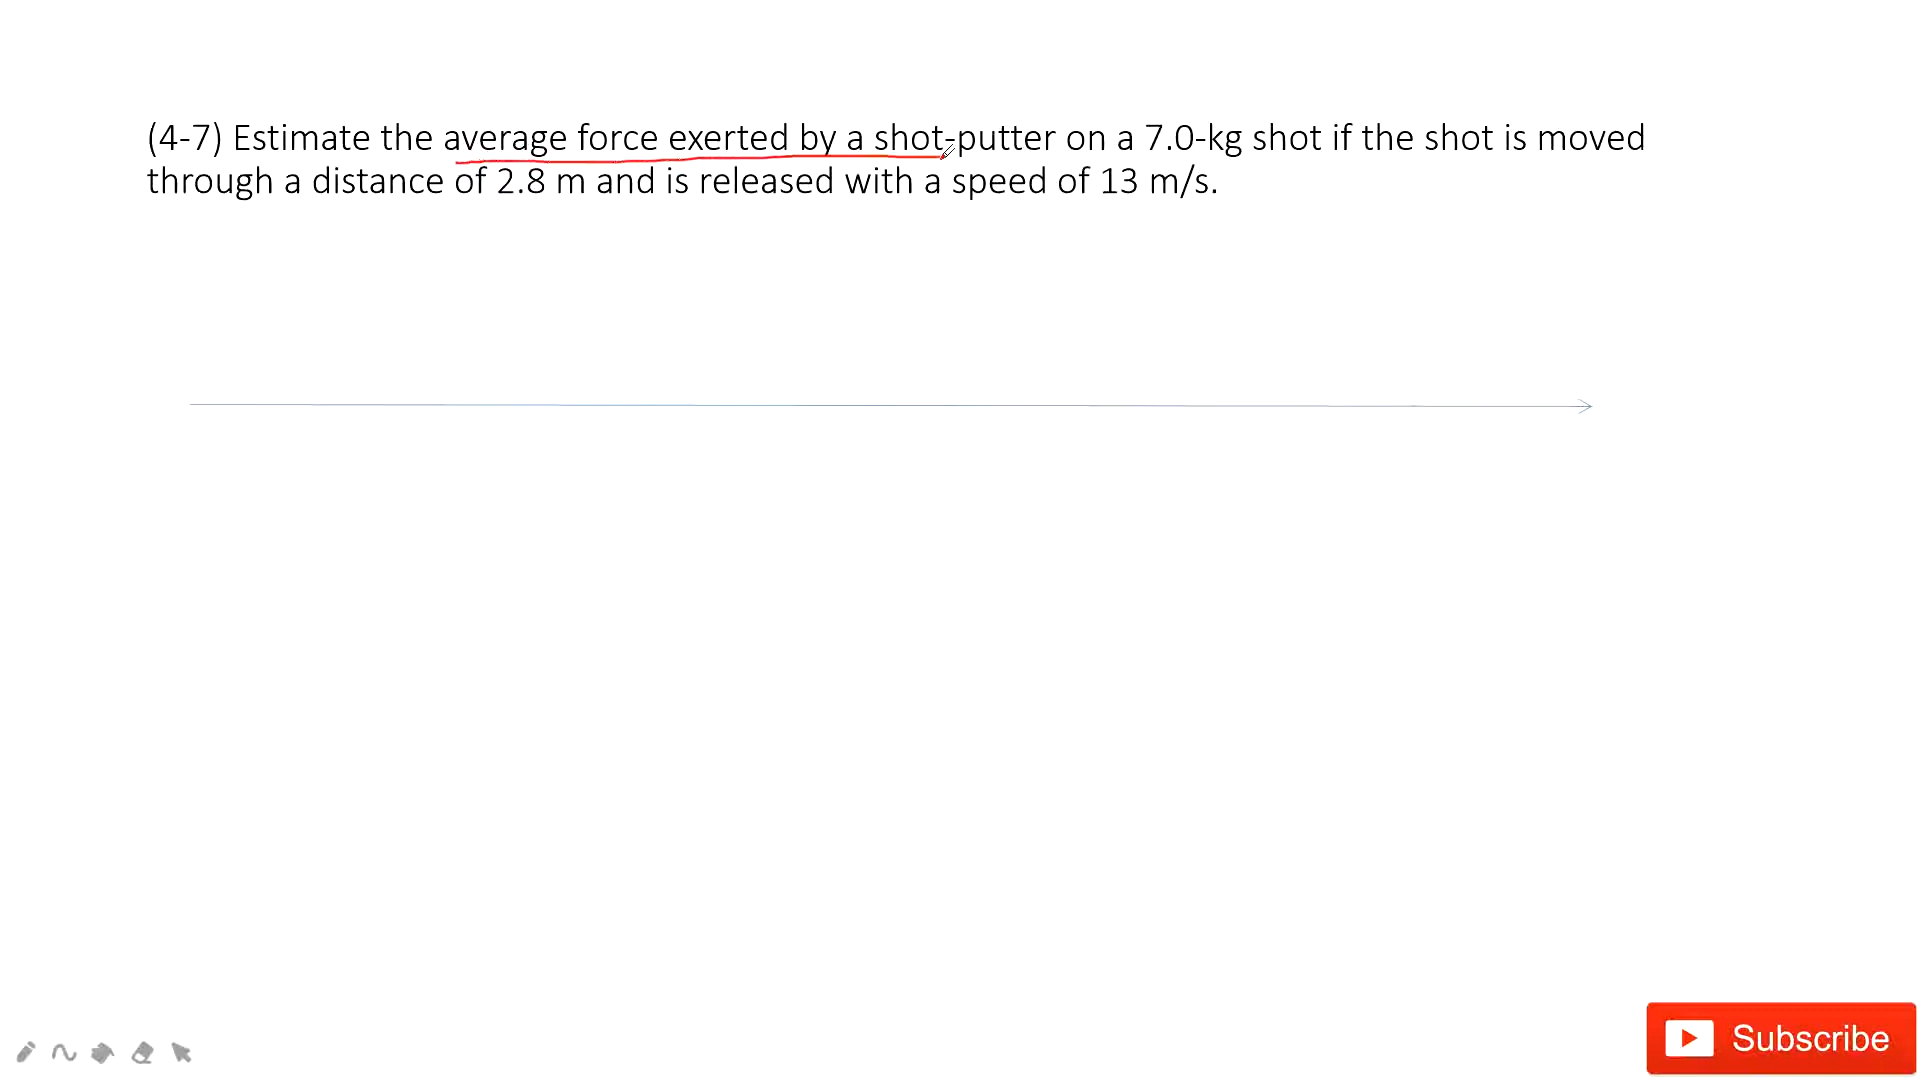 (4-7) Estimate the average force exerted by a shot-putter on a 7.0-kg shot if the shot is moved
through a distance of 2.8 m and is released with a speed of 13 m/s.
Subscribe